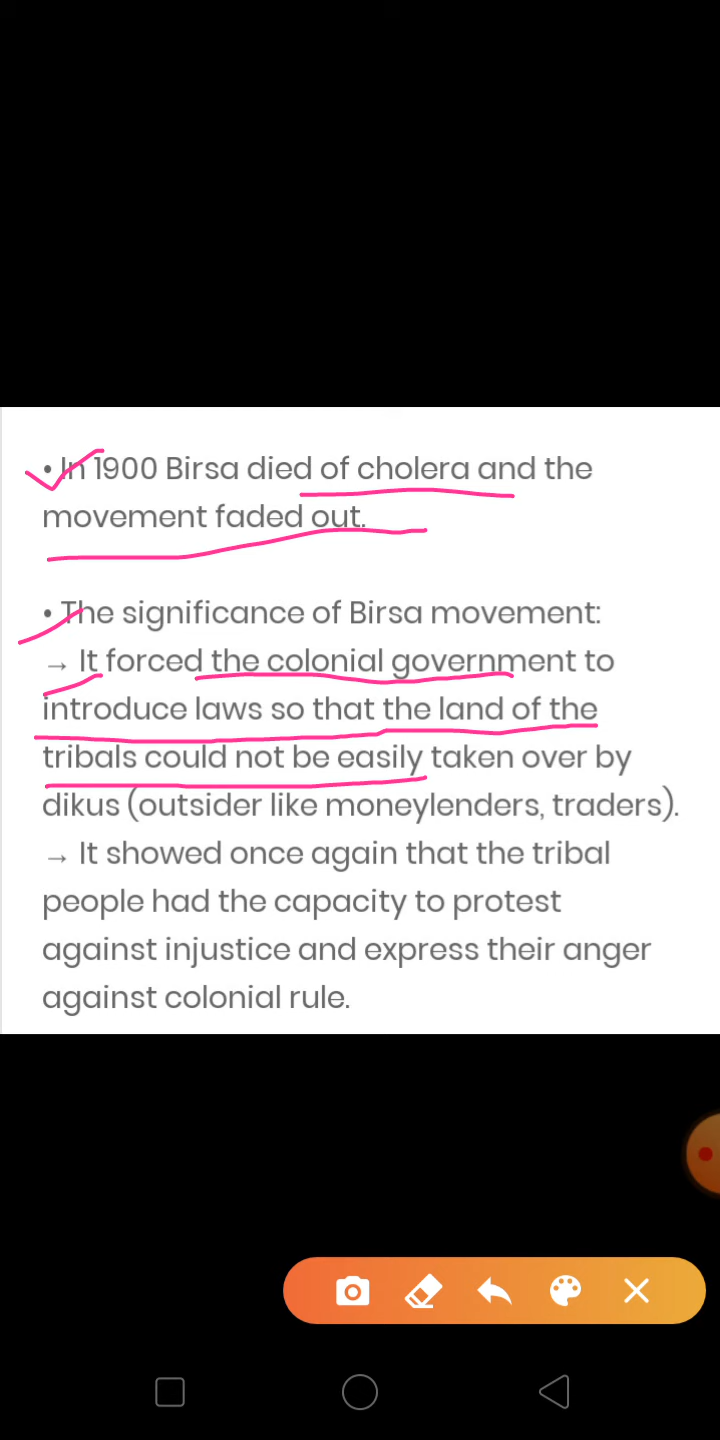 • In 1900 Birsa died of cholera and the
movement faded out.
• The significance of Birsa movement:
→ It forced the colonial government to
introduce laws so that the land of the
tribals could not be easily taken over by
dikus (outsider like moneylenders, traders).
→ It showed once again that the tribal
people had the capacity to protest
against injustice and express their anger
against colonial rule.